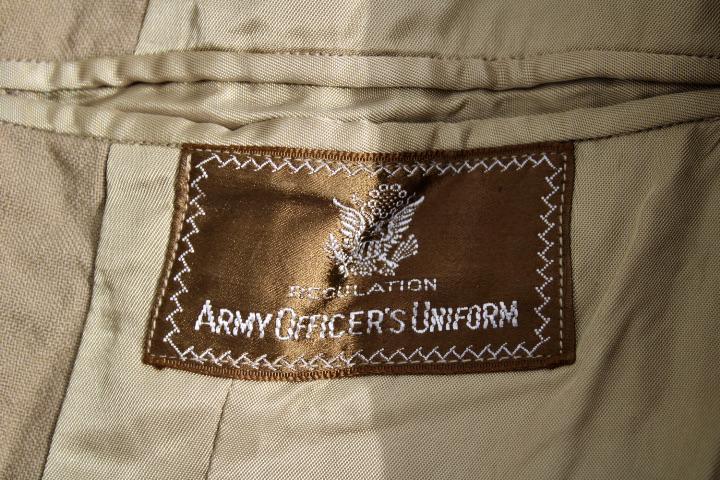 REGULATION
ARMY OFFICER'S UNIFORM